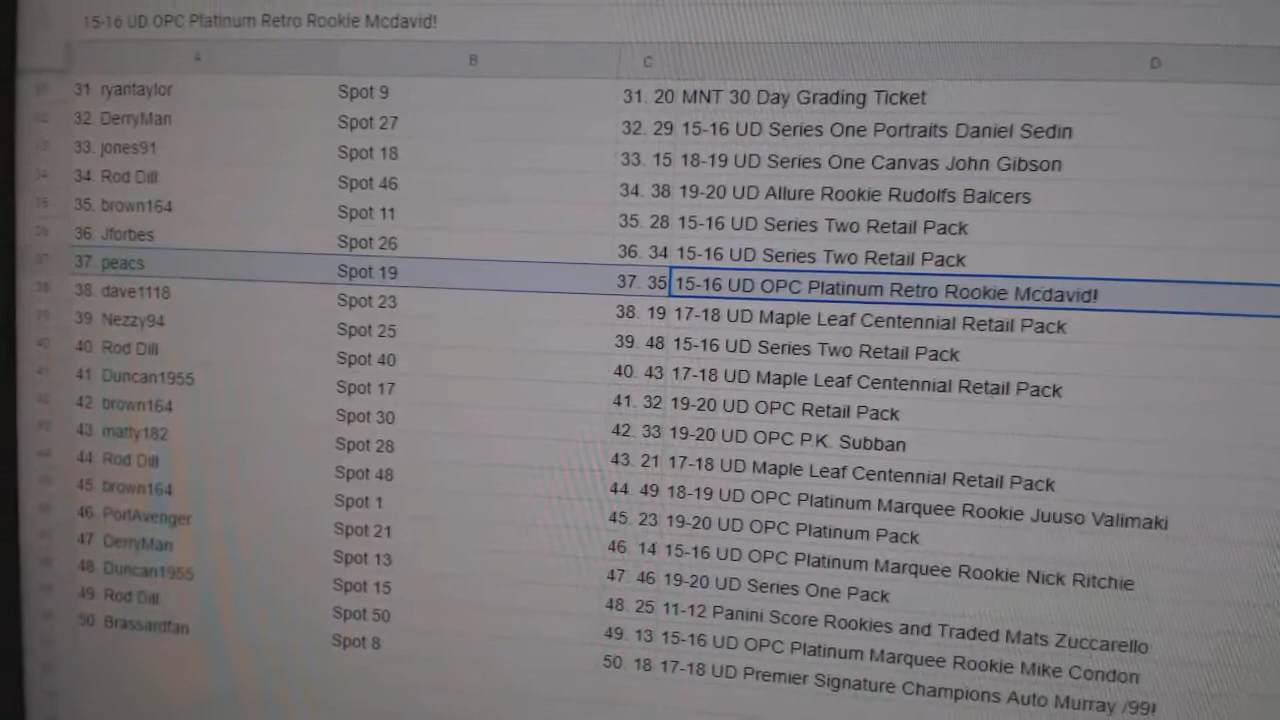 15-16 UD OPC Platinum Retro Rookie Mcdavid!
A B C D
31. ryantaylor Spot 9 31. 20 MNT 30 Day Grading Ticket
32. DerryMan Spot 27 32. 29 15-16 UD Series One Portraits Daniel Sedin
33. jones91 Spot 18 33. 15 18-19 UD Series One Canvas John Gibson
34. Rod Dill Spot 46 34. 38 19-20 UD Allure Rookie Rudolfs Balcers
35. brown164 Spot 11 35. 28 15-16 UD Series Two Retail Pack
36. Jforbes Spot 26 36. 34 15-16 UD Series Two Retail Pack
37. peacs Spot 19 37. 35 15-16 UD OPC Platinum Retro Rookie Mcdavid!
38. dave1118 Spot 23 38. 19 17-18 UD Maple Leaf Centennial Retail Pack
39. Nezzy94 Spot 25 39. 48 15-16 UD Series Two Retail Pack
40. Rod Dill Spot 40 40. 43 17-18 UD Maple Leaf Centennial Retail Pack
41. Duncan1955 Spot 17 41. 32 19-20 UD OPC Retail Pack
42. brown164 Spot 30 42. 33 19-20 UD OPC P.K. Subban
43. matty182 Spot 28 43. 21 17-18 UD Maple Leaf Centennial Retail Pack
44. Rod Dill Spot 48 44. 49 18-19 UD OPC Platinum Marquee Rookie Juuso Valimaki
45. brown164 Spot 1 45. 23 19-20 UD OPC Platinum Pack
46. PortAvenger Spot 21 46. 14 15-16 UD OPC Platinum Marquee Rookie Nick Ritchie
47. DerryMan Spot 13 47. 46 19-20 UD Series One Pack
48. Duncan1955 Spot 15 48. 25 11-12 Panini Score Rookies and Traded Mats Zuccarello
49. Rod Dill Spot 50 49. 13 15-16 UD OPC Platinum Marquee Rookie Mike Condon
50. Brassardfan Spot 8 50. 18 17-18 UD Premier Signature Champions Auto Murray /99!